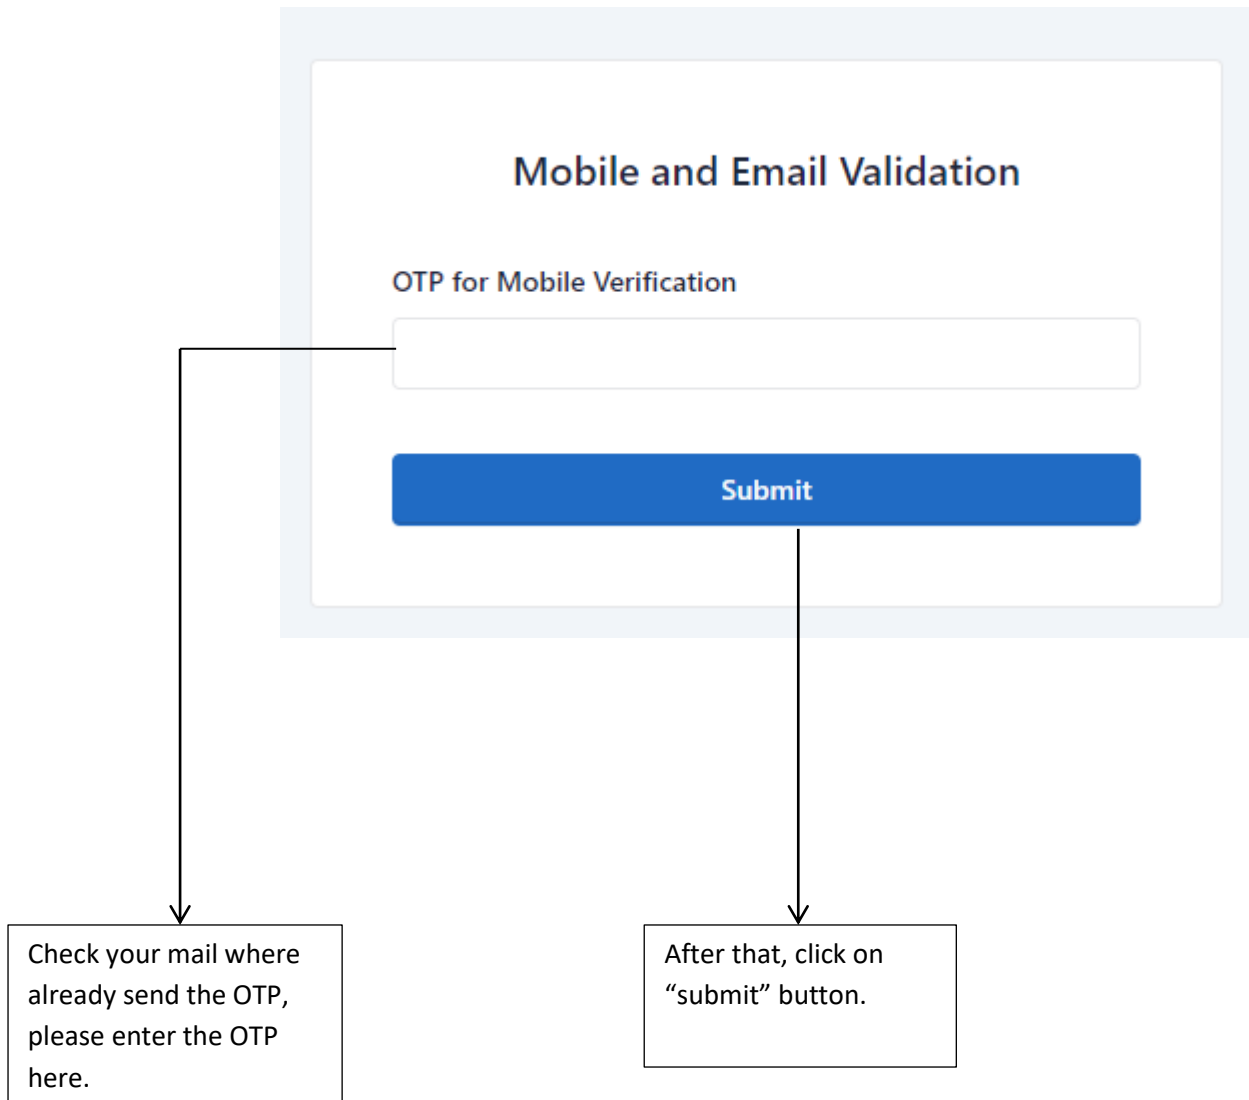 Mobile and Email Validation
OTP for Mobile Verification
Submit
Check your mail where
already send the OTP,
please enter the OTP
here.
After that, click on
“submit” button.